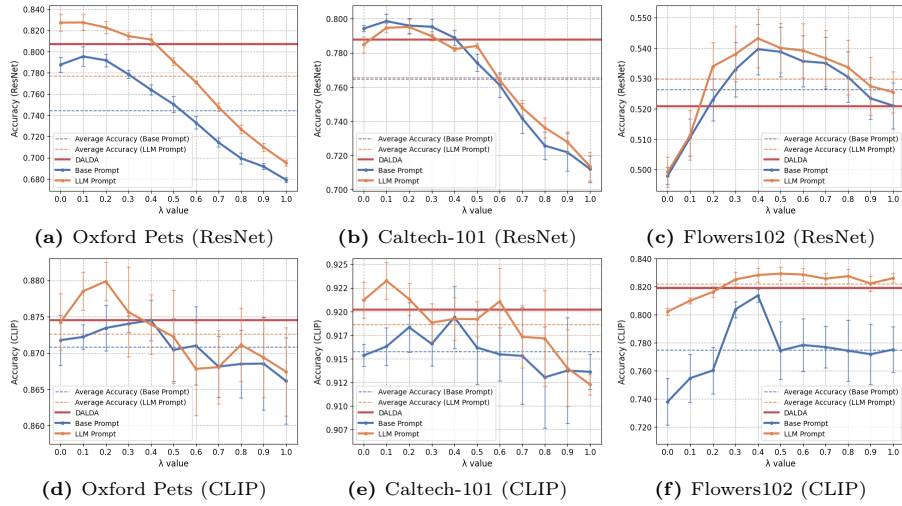 0.840
0.820
0.800
0.780
0.760
0.740
0.720
0.700
0.680
Accuracy (ResNet)
Average Accuracy (Base Prompt)
Average Accuracy (LLM Prompt)
DALDA
Base Prompt
LLM Prompt
0.0 0.1 0.2 0.3 0.4 0.5 0.6 0.7 0.8 0.9 1.0
λ value
(a) Oxford Pets (ResNet)
0.800
0.780
0.760
0.740
0.720
0.700
Accuracy (ResNet)
Average Accuracy (Base Prompt)
Average Accuracy (LLM Prompt)
DALDA
Base Prompt
LLM Prompt
0.0 0.1 0.2 0.3 0.4 0.5 0.6 0.7 0.8 0.9 1.0
λ value
(b) Caltech-101 (ResNet)
0.550
0.540
0.530
0.520
0.510
0.500
Accuracy (ResNet)
Average Accuracy (Base Prompt)
Average Accuracy (LLM Prompt)
DALDA
Base Prompt
LLM Prompt
0.0 0.1 0.2 0.3 0.4 0.5 0.6 0.7 0.8 0.9 1.0
λ value
(c) Flowers102 (ResNet)
0.880
0.875
0.870
0.865
0.860
Accuracy (CLIP)
Average Accuracy (Base Prompt)
Average Accuracy (LLM Prompt)
DALDA
Base Prompt
LLM Prompt
0.0 0.1 0.2 0.3 0.4 0.5 0.6 0.7 0.8 0.9 1.0
λ value
(d) Oxford Pets (CLIP)
0.925
0.922
0.920
0.917
0.915
0.912
0.910
0.907
Accuracy (CLIP)
Average Accuracy (Base Prompt)
Average Accuracy (LLM Prompt)
DALDA
Base Prompt
LLM Prompt
0.0 0.1 0.2 0.3 0.4 0.5 0.6 0.7 0.8 0.9 1.0
λ value
(e) Caltech-101 (CLIP)
0.840
0.820
0.800
0.780
0.760
0.740
0.720
Accuracy (CLIP)
Average Accuracy (Base Prompt)
Average Accuracy (LLM Prompt)
DALDA
Base Prompt
LLM Prompt
0.0 0.1 0.2 0.3 0.4 0.5 0.6 0.7 0.8 0.9 1.0
λ value
(f) Flowers102 (CLIP)